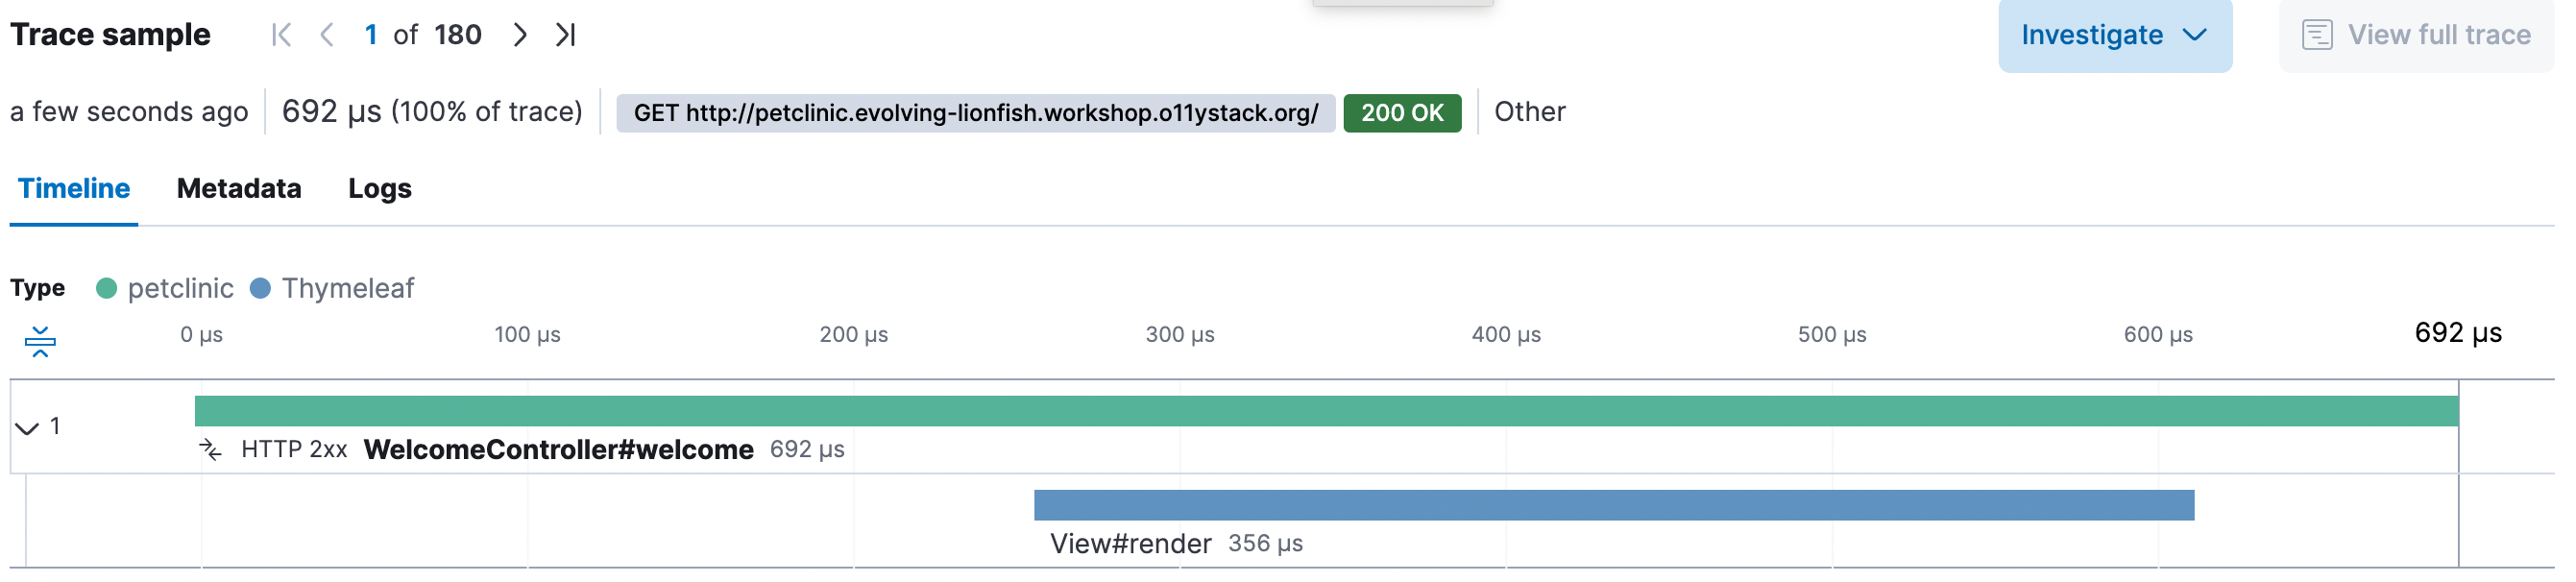 Trace sample 1 of 180 Investigate View full trace
a few seconds ago 692 µs (100% of trace) GET http://petclinic.evolving-lionfish.workshop.o11ystack.org/ 200 OK Other
Timeline Metadata Logs
Type petclinic Thymeleaf
0 µs 100 µs 200 µs 300 µs 400 µs 500 µs 600 µs 692 µs
1
HTTP 2xx WelcomeController#welcome 692 µs
View#render 356 µs